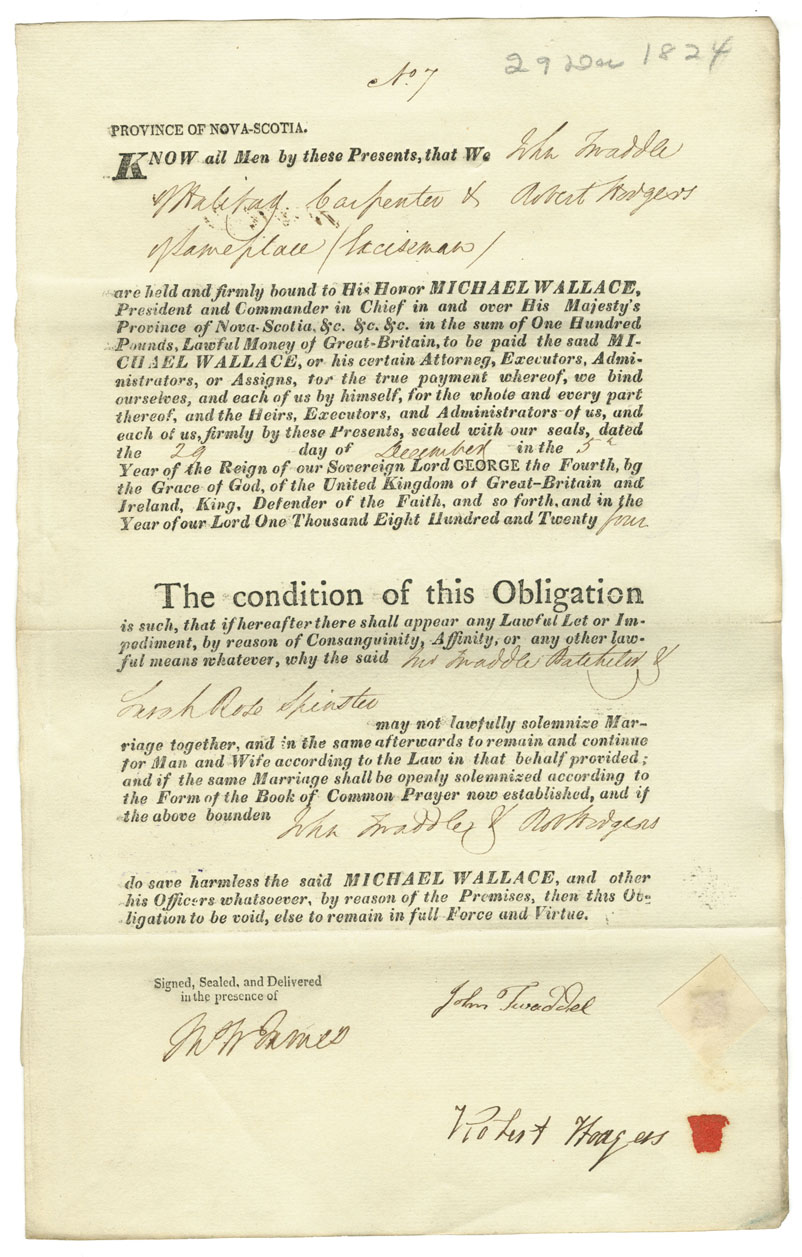 29 Dec 1824
No 7
PROVINCE OF NOVA-SCOTIA.
KNOW all Men by these Presents, that We John Twaddle
of Halifax Carpenter & Robert Hodgers
of same place
are held and firmly bound to His Honor MICHAEL WALLACE,
President and Commander in Chief in and over His Majesty's
Province of Nova-Scotia, &c. &c. &c. in the sum of One Hundred
Pounds, Lawful Money of Great-Britain, to be paid the said MI-
CHAEL WALLACE, or his certain Attorneg, Executors, Admi-
nistrators, or Assigns, for the true payment whereof, we bind
ourselves, and each of us by himself, for the whole and every part
thereof, and the Heirs, Executors, and Administrators of us, and
each of us, firmly by these Presents, sealed with our seals, dated
the 29 day of December in the 5th
Year of the Reign of our Sovereign Lord GEORGE the Fourth, bg
the Grace of God, of the United Kingdom of Great-Britain and
Ireland, King, Defender of the Faith, and so forth, and in the
Year of our Lord One Thousand Eight Hundred and Twenty four
The condition of this Obligation
is such, that if hereafter there shall appear any Lawful Let or Im-
pediment, by reason of Consanguinity, Affinity, or any other law-
ful means whatever, why the said Jno Twaddle Batchelor &
Sarah Rose Spinster
may not lawfully solemnize Mar-
riage together, and in the same afterwards to remain and continue
for Man and Wife according to the Law in that behalf provided;
and if the same Marriage shall be openly solemnized according to
the Form of the Book of Common Prayer now established, and if
the above bounden John Twaddle & Robt Hodgers
do save harmless the said MICHAEL WALLACE, and other
his Officers whatsoever, by reason of the Premises, then this Ob-
ligation to be void, else to remain in full Force and Virtue.
Signed, Sealed, and Delivered
in the presence of
John Twaddel
Robert Hodgers